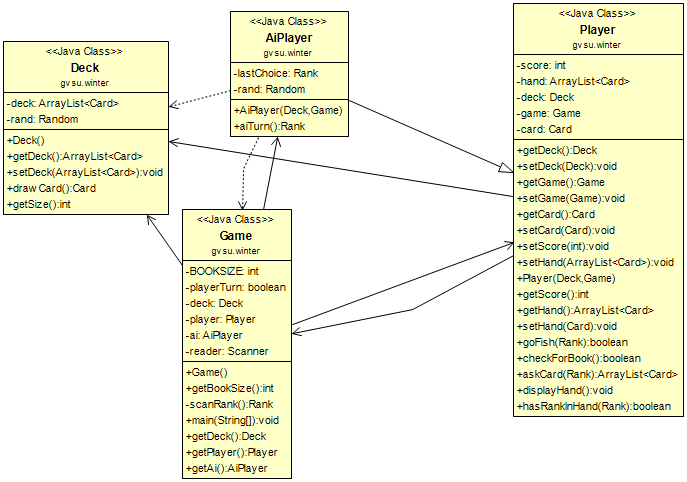 <<Java Class>>
Deck
gvsu.winter
-deck: ArrayList<Card>
-rand: Random
+Deck()
+getDeck():ArrayList<Card>
+setDeck(ArrayList<Card>):void
+drawCard():Card
+getSize():int
<<Java Class>>
AiPlayer
gvsu.winter
-lastChoice: Rank
-rand: Random
+AiPlayer(Deck,Game)
+aiTurn():Rank
<<Java Class>>
Game
gvsu.winter
-BOOKSIZE: int
-playerTurn: boolean
-deck: Deck
-player: Player
-ai: AiPlayer
-reader: Scanner
+Game()
+getBookSize():int
-scanRank():Rank
+main(String[]):void
+getDeck():Deck
+getPlayer():Player
+getAi():AiPlayer
<<Java Class>>
Player
gvsu.winter
-score: int
-hand: ArrayList<Card>
-deck: Deck
-game: Game
-card: Card
+getDeck():Deck
+setDeck(Deck):void
+getGame():Game
+setGame(Game):void
+getCard():Card
+setCard(Card):void
+setScore(int):void
+setHand(ArrayList<Card>):void
+Player(Deck,Game)
+getScore():int
+getHand():ArrayList<Card>
+setHand(Card):void
+goFish(Rank):boolean
+checkForBook():boolean
+askCard(Rank):ArrayList<Card>
+displayHand():void
+hasRankInHand(Rank):boolean